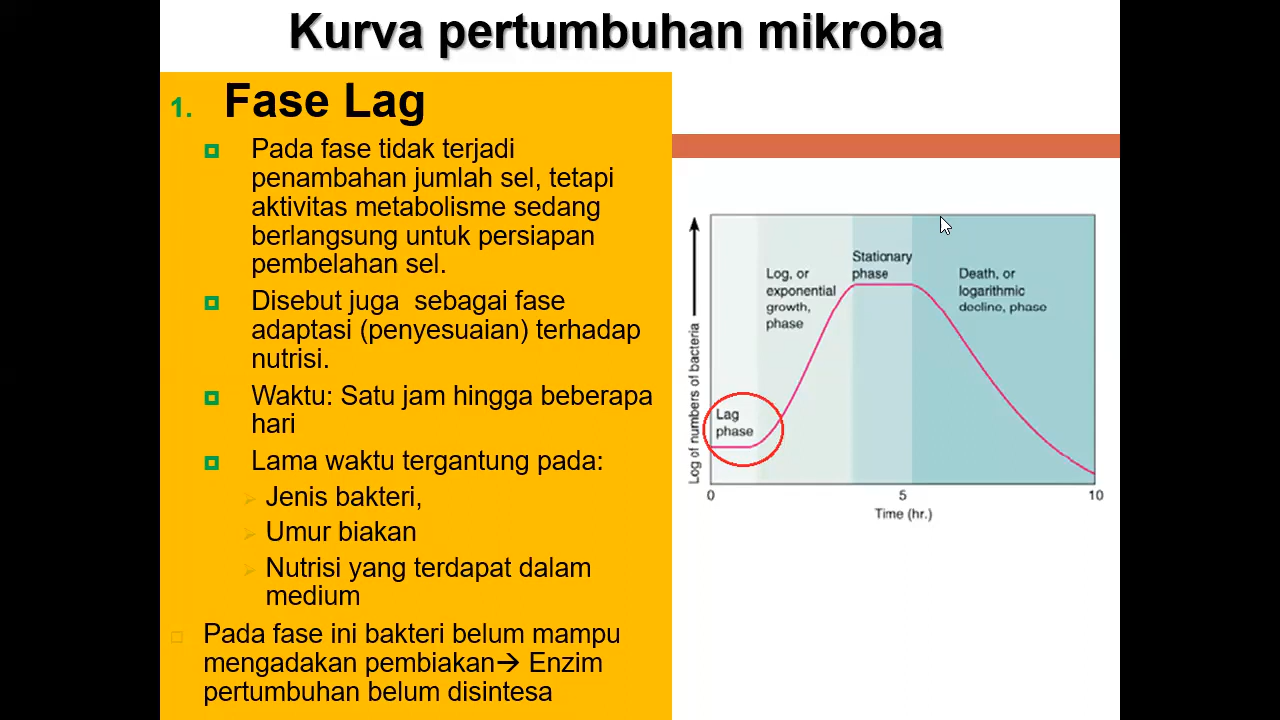 Kurva pertumbuhan mikroba
1. Fase Lag
Pada fase tidak terjadi
penambahan jumlah sel, tetapi
aktivitas metabolisme sedang
berlangsung untuk persiapan
pembelahan sel.
Disebut juga sebagai fase
adaptasi (penyesuaian) terhadap
nutrisi.
Waktu: Satu jam hingga beberapa
hari
Lama waktu tergantung pada:
Jenis bakteri,
Umur biakan
Nutrisi yang terdapat dalam
medium
Pada fase ini bakteri belum mampu
mengadakan pembiakan→ Enzim
pertumbuhan belum disintesa
Log of numbers of bacteria
Lag
phase
Log, or
exponential
growth,
phase
Stationary
phase
Death, or
logarithmic
decline, phase
0 5 10
Time (hr.)